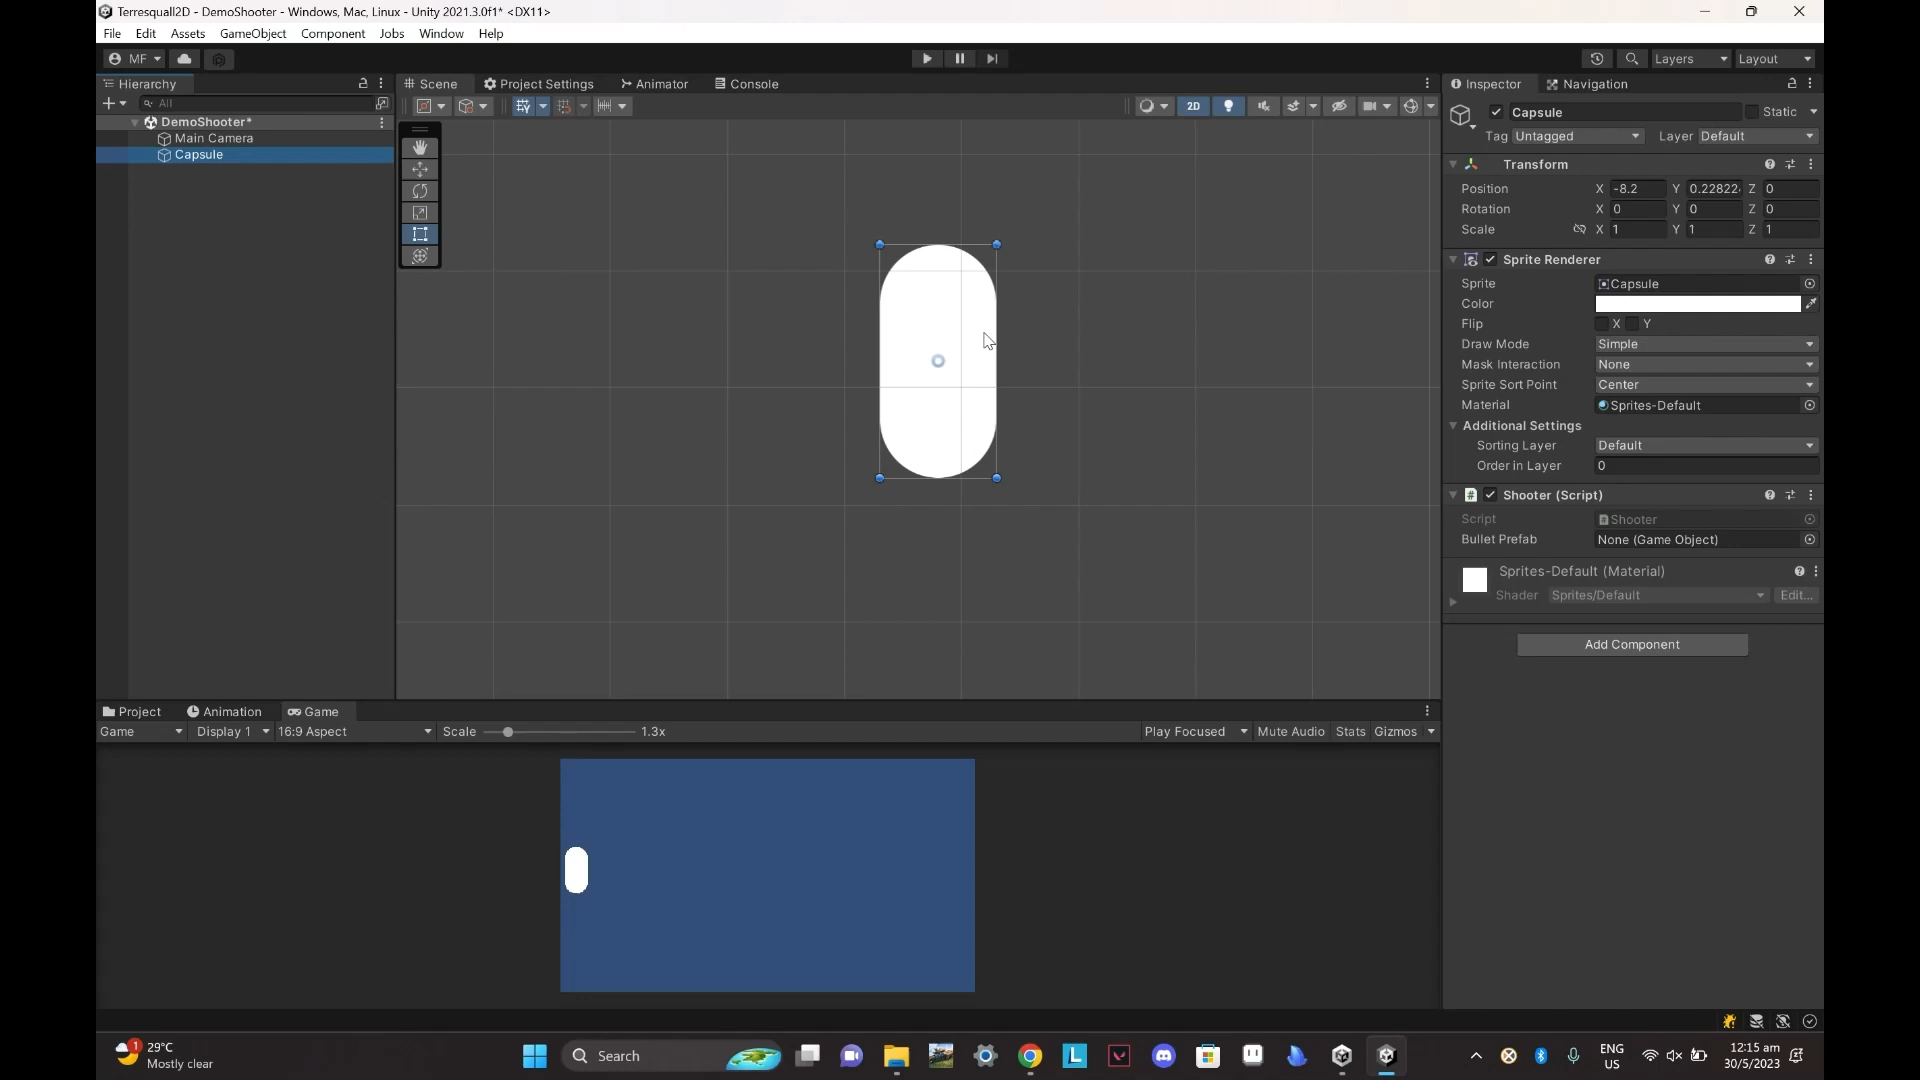 Terresquall2D - DemoShooter - Windows, Mac, Linux - Unity 2021.3.0f1* <DX11>
File Edit Assets GameObject Component Jobs Window Help
MF Layers Layout
Hierarchy Scene Project Settings Animator Console Inspector Navigation
All 2D
Capsule Static
DemoShooter*
Tag Untagged Layer Default
Main Camera
Capsule
Transform
Position X -8.2 Y 0.22822 Z 0
Rotation X 0 Y 0 Z 0
Scale X 1 Y 1 Z 1
Sprite Renderer
Sprite Capsule
Color
Flip X Y
Draw Mode Simple
Mask Interaction None
Sprite Sort Point Center
Material Sprites-Default
Additional Settings
Sorting Layer Default
Order in Layer 0
# Shooter (Script)
Script Shooter
Bullet Prefab None (Game Object)
Sprites-Default (Material)
Shader Sprites/Default Edit...
Add Component
Project Animation Game
Game Display 1 16:9 Aspect Scale 1.3x Play Focused Mute Audio Stats Gizmos
1 29°C
Mostly clear
Search
L
ENG
US
12:15 am
30/5/2023